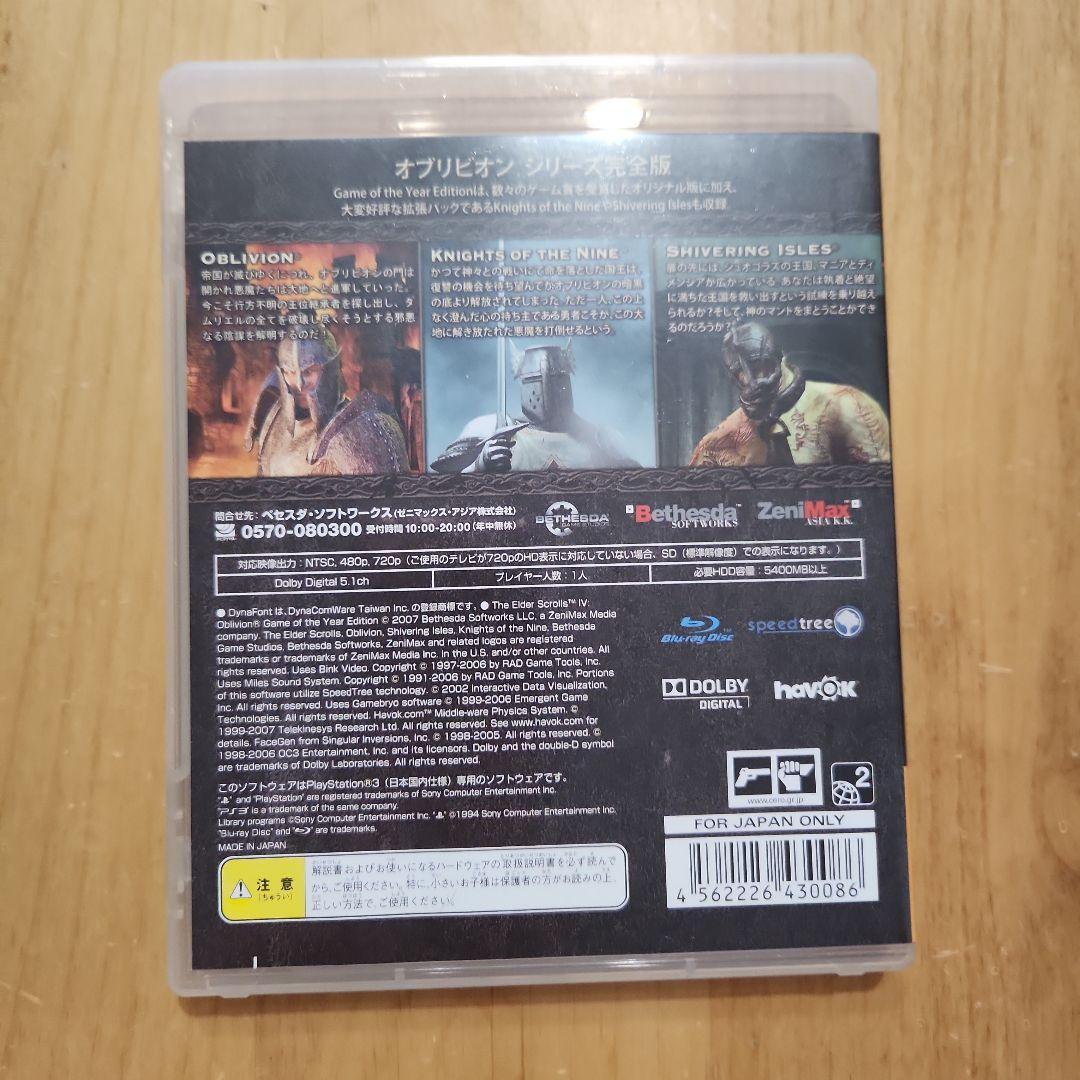 オブリビオン シリーズ完全版
Game of the Year Editionは、数々のゲーム賞を受賞したオリジナル版に加え、
大変好評な拡張パックであるKnights of the NineやShivering Islesも収録
OBLIVION
帝国が滅びゆくにつれ、オブリビオンの門は
開かれ悪魔たちは大地へと進軍していった。
今こそ行方不明の王位継承者を探し出し、タ
ムリエルの全てを破壊し尽くそうとする邪悪
なる陰謀を解明するのだ
KNIGHTS OF THE NINE
かつて神々との戦いにて命を落とした国王は、
復讐の機会を待ち望んでかオブリビオンの暗黒
の底より解放されてしまった ただ一人、この上
なく澄んだ心の持ち主である勇者こそか、この大
地に解き放たれた悪魔を打倒せるという
SHIVERING ISLES
扉の先には、シェオゴラスの王国、マニアとディ
メンシアが広かっている あなたは執着と絶望
に満ちた王国を救い出すという試練を乗り越え
られるか?そして、神のマントをまとうことができ
るのだろうか?
問合せ先: ベセスダ・ソフトワークス(ゼニマックス・アジア株式会社)
0570-080300 受付時間 10:00-20:00(年中無休)
BETHESDA
GAME STUDIOS
Bethesda
SOFTWORKS
ZeniMax
ASIA K.K.
対応映像出力:NTSC, 480p, 720p(ご使用のテレビが720pのHD表示に対応していない場合、SD(標準解像度)での表示になります。)
Dolby Digital 5.1ch
プレイヤー人数:1人
必要HDD容量:5400MB以上
● DynaFont は、DynaComWare Taiwan Inc. の登録商標です。● The Elder Scrolls™ IV:
Oblivion® Game of the Year Edition © 2007 Bethesda Softworks LLC, a ZeniMax Media
company. The Elder Scrolls, Oblivion, Shivering Isles, Knights of the Nine, Bethesda
Game Studios, Bethesda Softworks, ZeniMax and related logos are registered
trademarks or trademarks of ZeniMax Media Inc. in the U.S. and/or other countries. All
rights reserved. Uses Bink Video. Copyright © 1997-2006 by RAD Game Tools, Inc.
Uses Miles Sound System. Copyright © 1991-2006 by RAD Game Tools, Inc. Portions
of this software utilize SpeedTree technology. © 2002 Interactive Data Visualization,
Inc. All rights reserved. Uses Gamebryo software © 1999-2006 Emergent Game
Technologies. All rights reserved. Havok.com™ Middle-ware Physics System. ©
1999-2007 Telekinesys Research Ltd. All rights reserved. See www.havok.com for
details. FaceGen from Singular Inversions, Inc. © 1998-2005. All rights reserved. ©
1998-2006 OC3 Entertainment, Inc. and its licensors. Dolby and the double-D symbol
are trademarks of Dolby Laboratories. All rights reserved.
Blu-ray Disc™
speedtree
DOLBY
DIGITAL
havok
このソフトウェアはPlayStation®3(日本国内仕様)専用のソフトウェアです。
" " and "PlayStation" are registered trademarks of Sony Computer Entertainment Inc.
"PS3" is a trademark of the same company.
Library programs ©Sony Computer Entertainment Inc. " " ©1994 Sony Computer Entertainment Inc.
"Blu-ray Disc" and " " are trademarks.
MADE IN JAPAN
www.cero.gr.jp
2
FOR JAPAN ONLY
4 562226 430086
注意
(ちゅうい)
解説書およびお使いになるハードウェアの取扱説明書を必ず読んで
から、ご使用ください。特に、小さいお子様は保護者の方がお読みの上、
正しい方法で、ご使用ください。